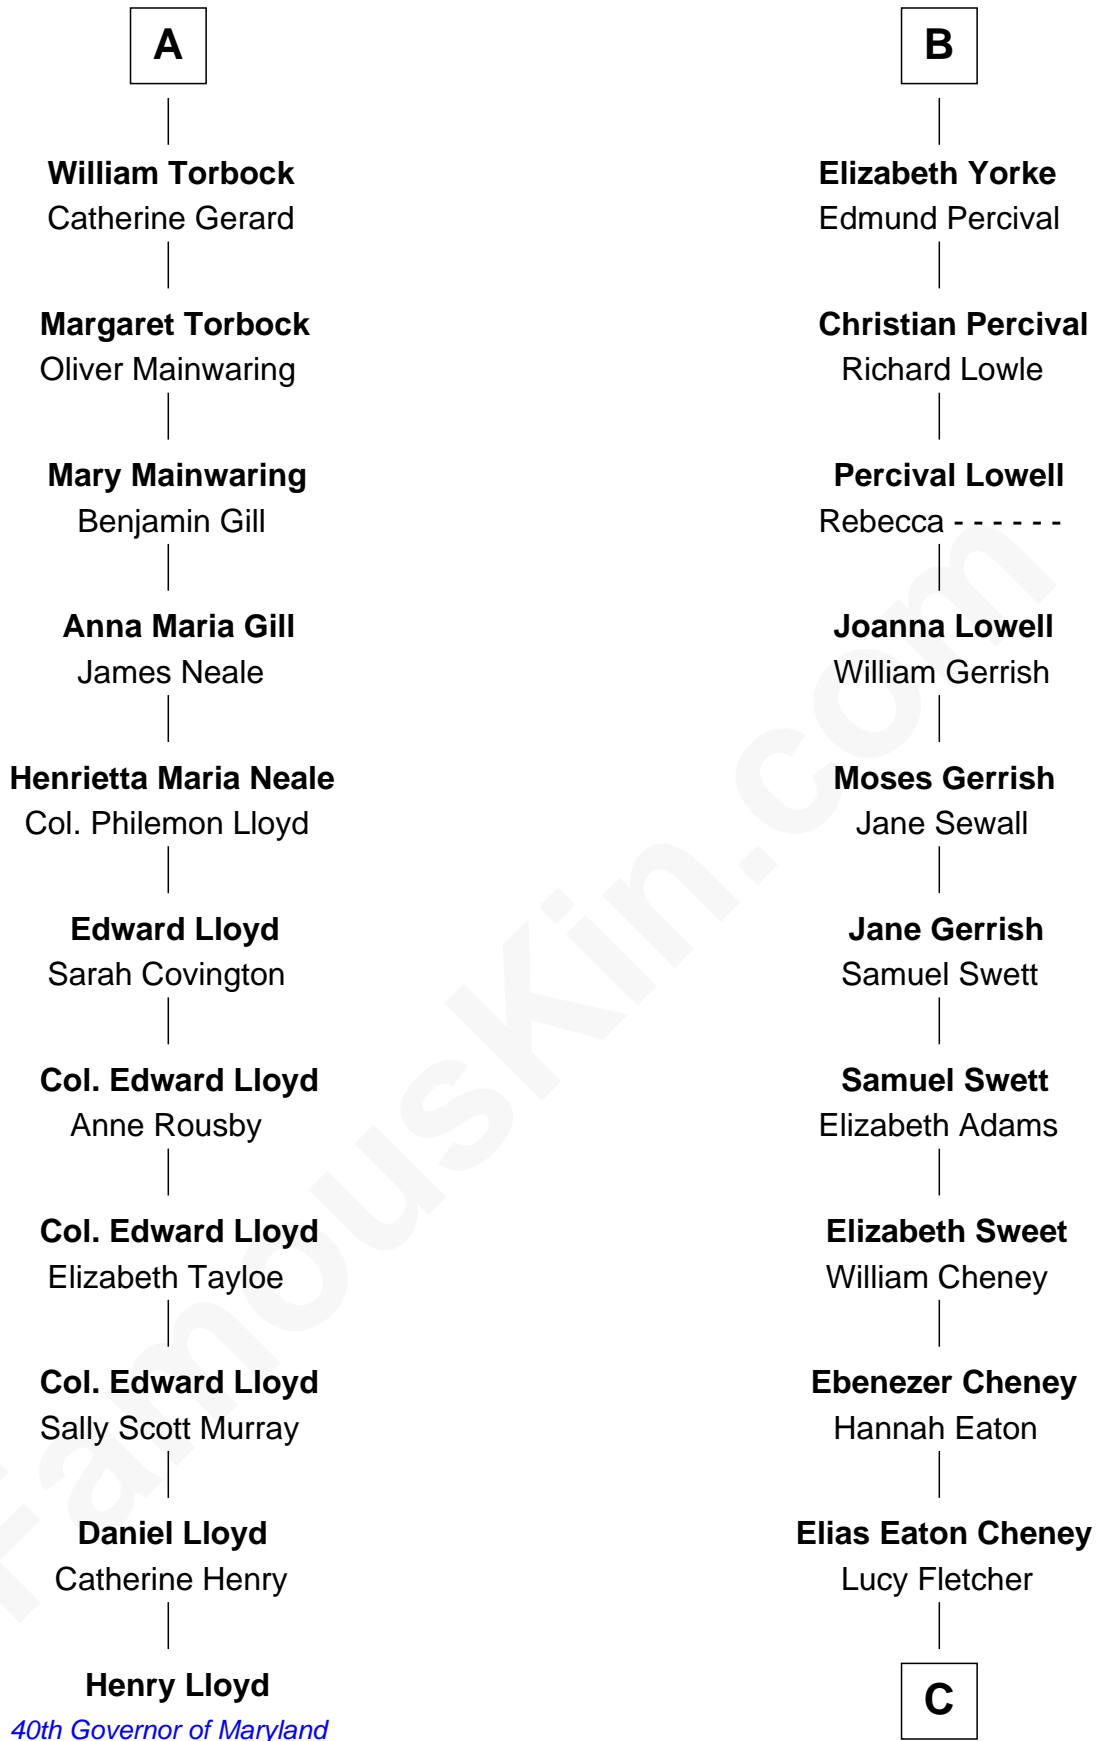 A
William Torbock
Catherine Gerard
Margaret Torbock
Oliver Mainwaring
Mary Mainwaring
Benjamin Gill
Anna Maria Gill
James Neale
Henrietta Maria Neale
Col. Philemon Lloyd
Edward Lloyd
Sarah Covington
Col. Edward Lloyd
Anne Rousby
Col. Edward Lloyd
Elizabeth Tayloe
Col. Edward Lloyd
Sally Scott Murray
Daniel Lloyd
Catherine Henry
Henry Lloyd
40th Governor of Maryland
B
Elizabeth Yorke
Edmund Percival
Christian Percival
Richard Lowle
Percival Lowell
Rebecca - - - - - -
Joanna Lowell
William Gerrish
Moses Gerrish
Jane Sewall
Jane Gerrish
Samuel Swett
Samuel Swett
Elizabeth Adams
Elizabeth Sweet
William Cheney
Ebenezer Cheney
Hannah Eaton
Elias Eaton Cheney
Lucy Fletcher
C
FamousKin.com